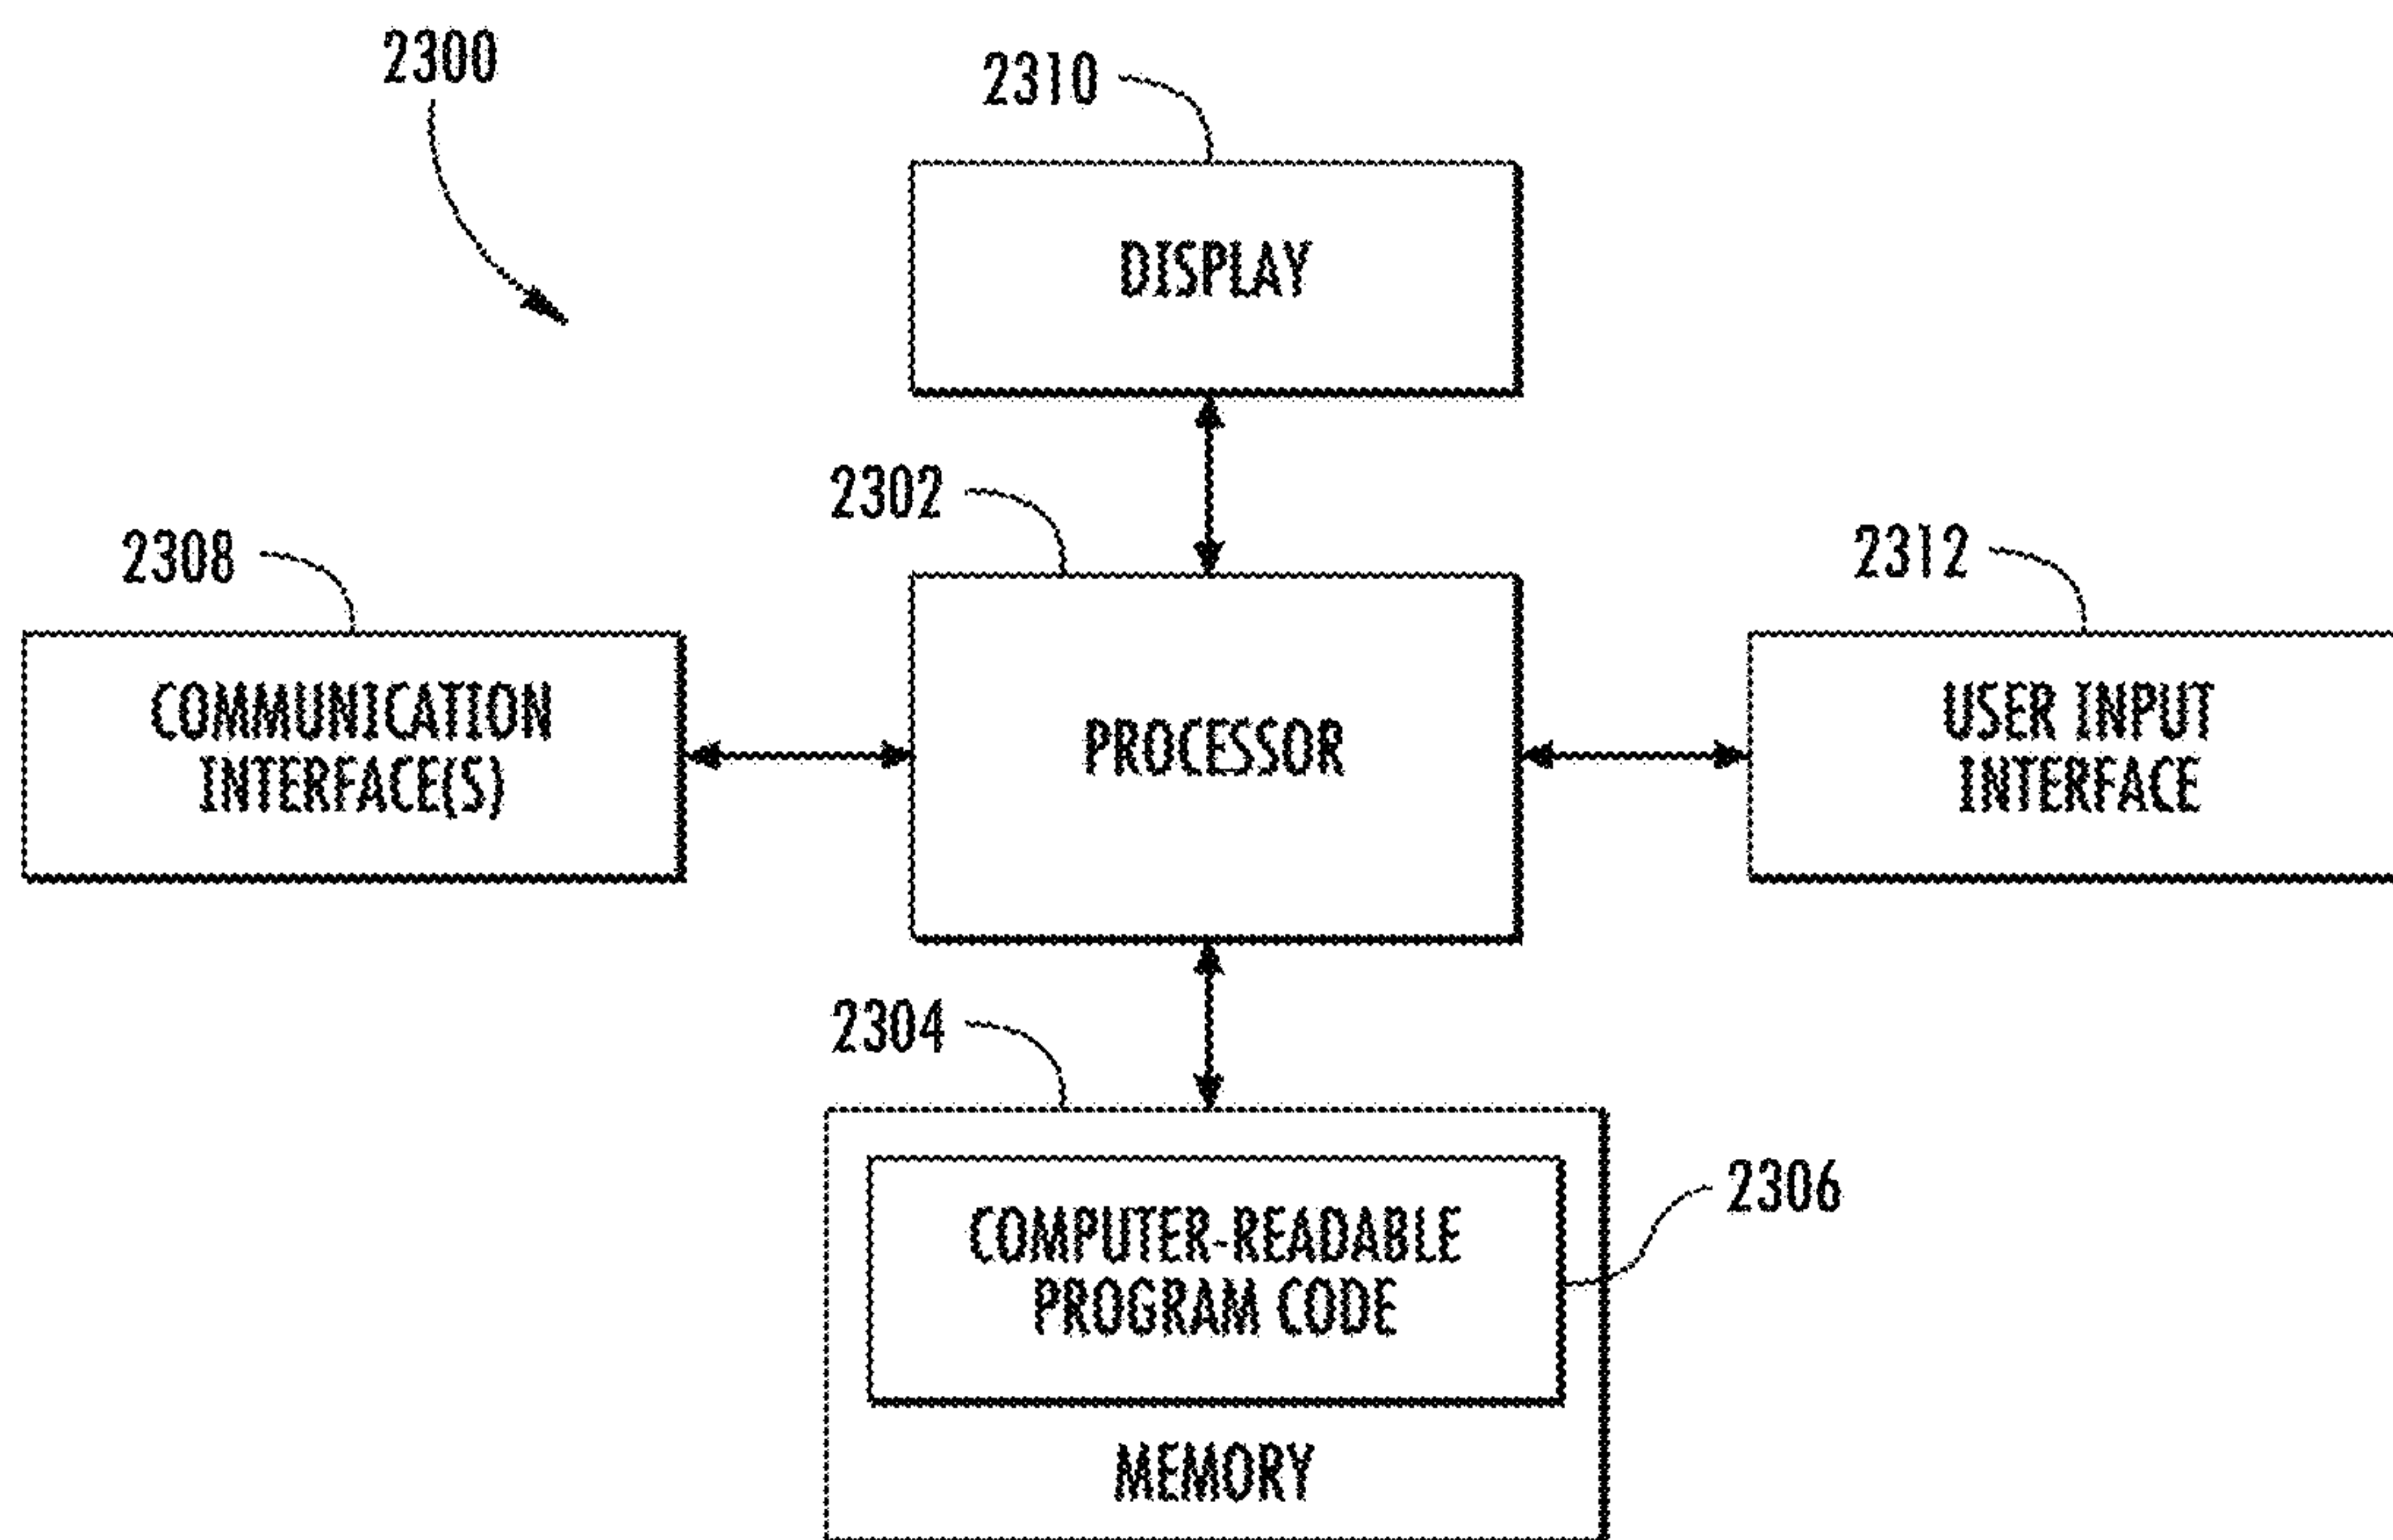 2300
2310
DISPLAY
2302
2308
2312
COMMUNICATION
INTERFACE(S)
PROCESSOR
USER INPUT
INTERFACE
2304
2306
COMPUTER-READABLE
PROGRAM CODE
MEMORY